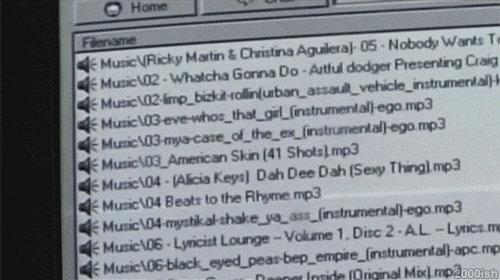 Home
Filename
Music\(Ricky Martin & Christina Aguilera)- 05 - Nobody Wants T
Music\02 - Whatcha Gonna Do - Artful dodger Presenting Craig
Music\02-limp_bizkit-rollin(urban_assault_vehicle_instrumental)-
Music\03-eve-whos_that_girl_(instrumental)-ego.mp3
Music\03-mya-case_of_the_ex_(instrumental)-ego.mp3
Music\03_American Skin (41 Shots).mp3
Music\04 - (Alicia Keys)  Dah Dee Dah (Sexy Thing).mp3
Music\04 Beats to the Rhyme.mp3
Music\04-mystikal-shake_ya_ass_(instrumental)-ego.mp3
Music\06 - Lyricist Lounge – Volume 1, Disc 2 - A.L. – Lyrics.m
Music\06-black_eyed_peas-bep_empire_(instrumental)-apc.mp
Deeper Inside (Original Mix).mp3
2000ish